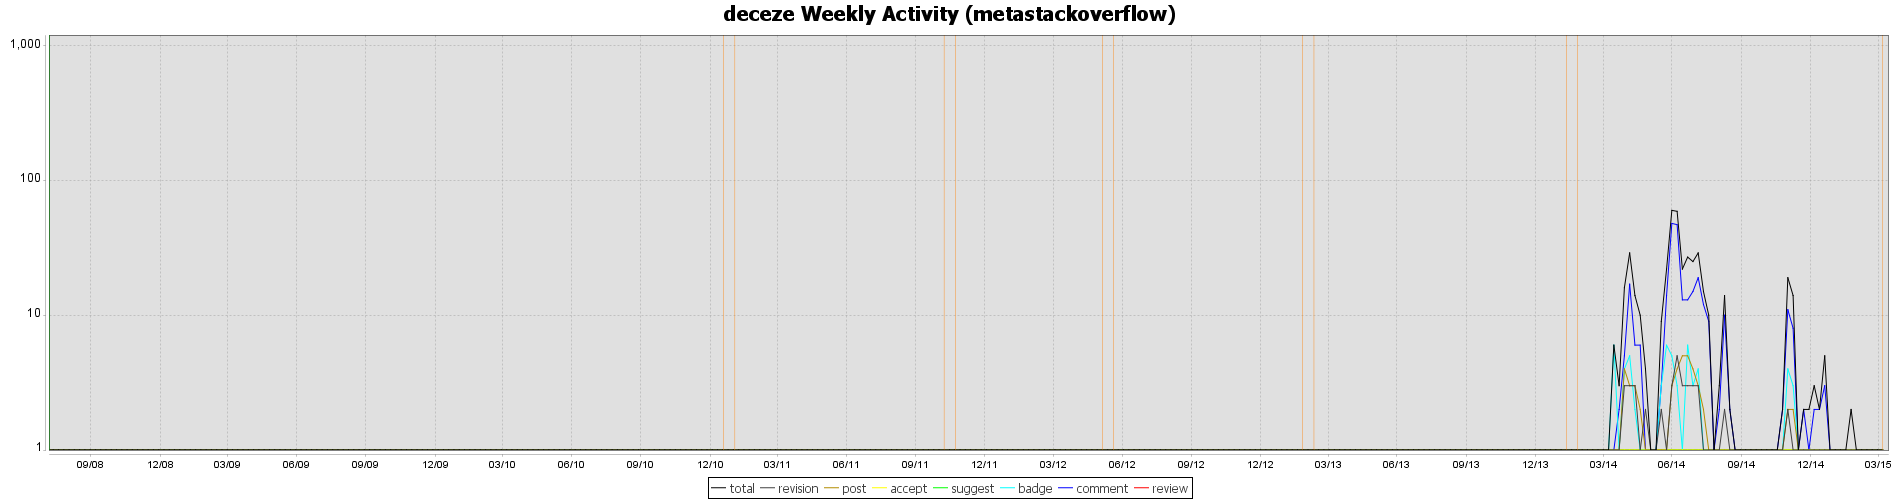 deceze Weekly Activity (metastackoverflow)
1,000
100
10
1
09/08 12/08 03/09 06/09 09/09 12/09 03/10 06/10 09/10 12/10 03/11 06/11 09/11 12/11 03/12 06/12 09/12 12/12 03/13 06/13 09/13 12/13 03/14 06/14 09/14 12/14 03/15
total revision post accept suggest badge comment review